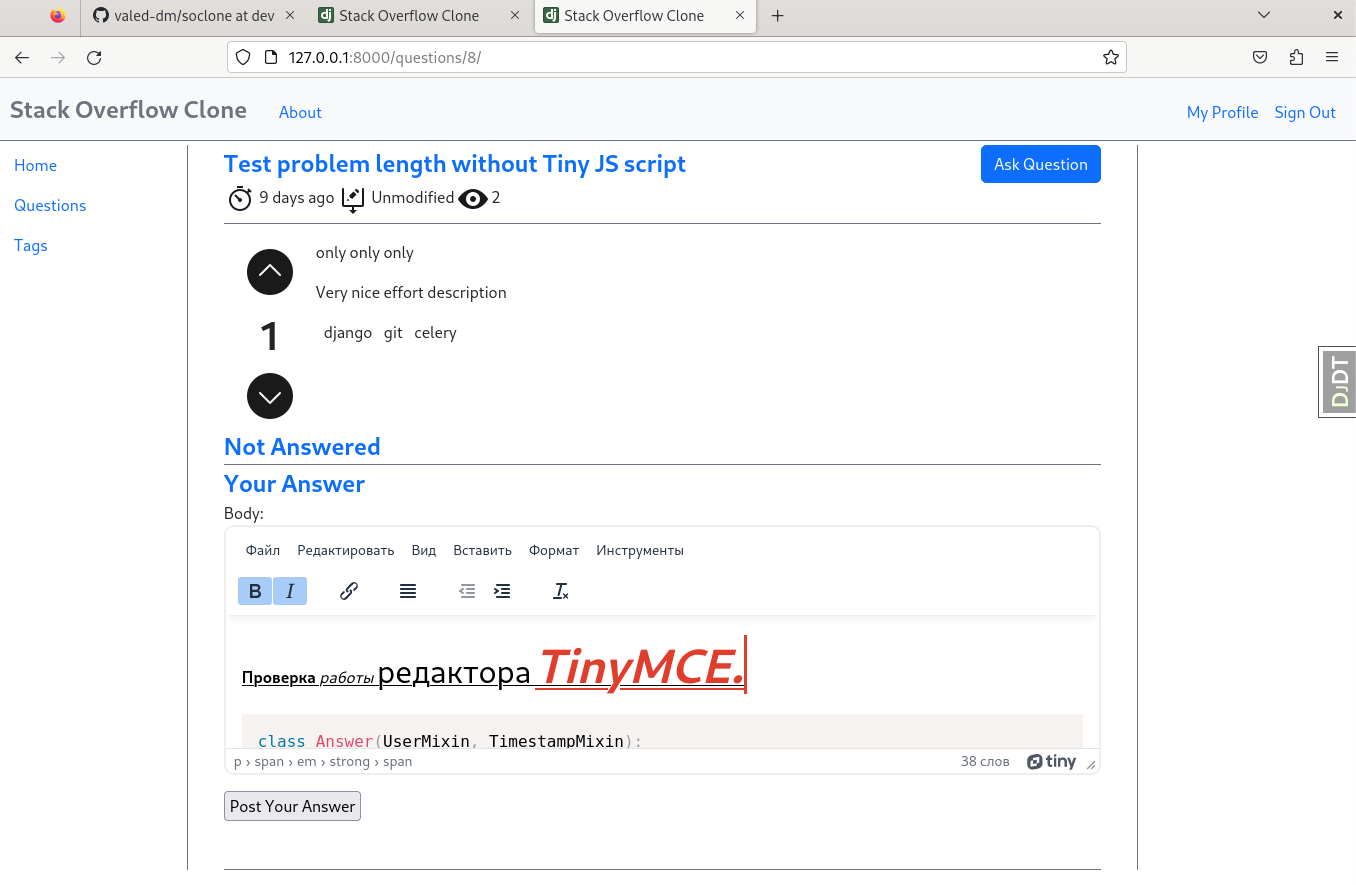 valed-dm/soclone at dev
Stack Overflow Clone
Stack Overflow Clone
127.0.0.1:8000/questions/8/
Stack Overflow Clone
About
My Profile
Sign Out
Home
Questions
Tags
Test problem length without Tiny JS script
Ask Question
9 days ago
Unmodified
2
only only only
Very nice effort description
1
django git celery
DJDT
Not Answered
Your Answer
Body:
Файл Редактировать Вид Вставить Формат Инструменты
B I
Проверка работы редактора TinyMCE.
class Answer(UserMixin, TimestampMixin):
p › span › em › strong › span
38 слов
tiny
Post Your Answer